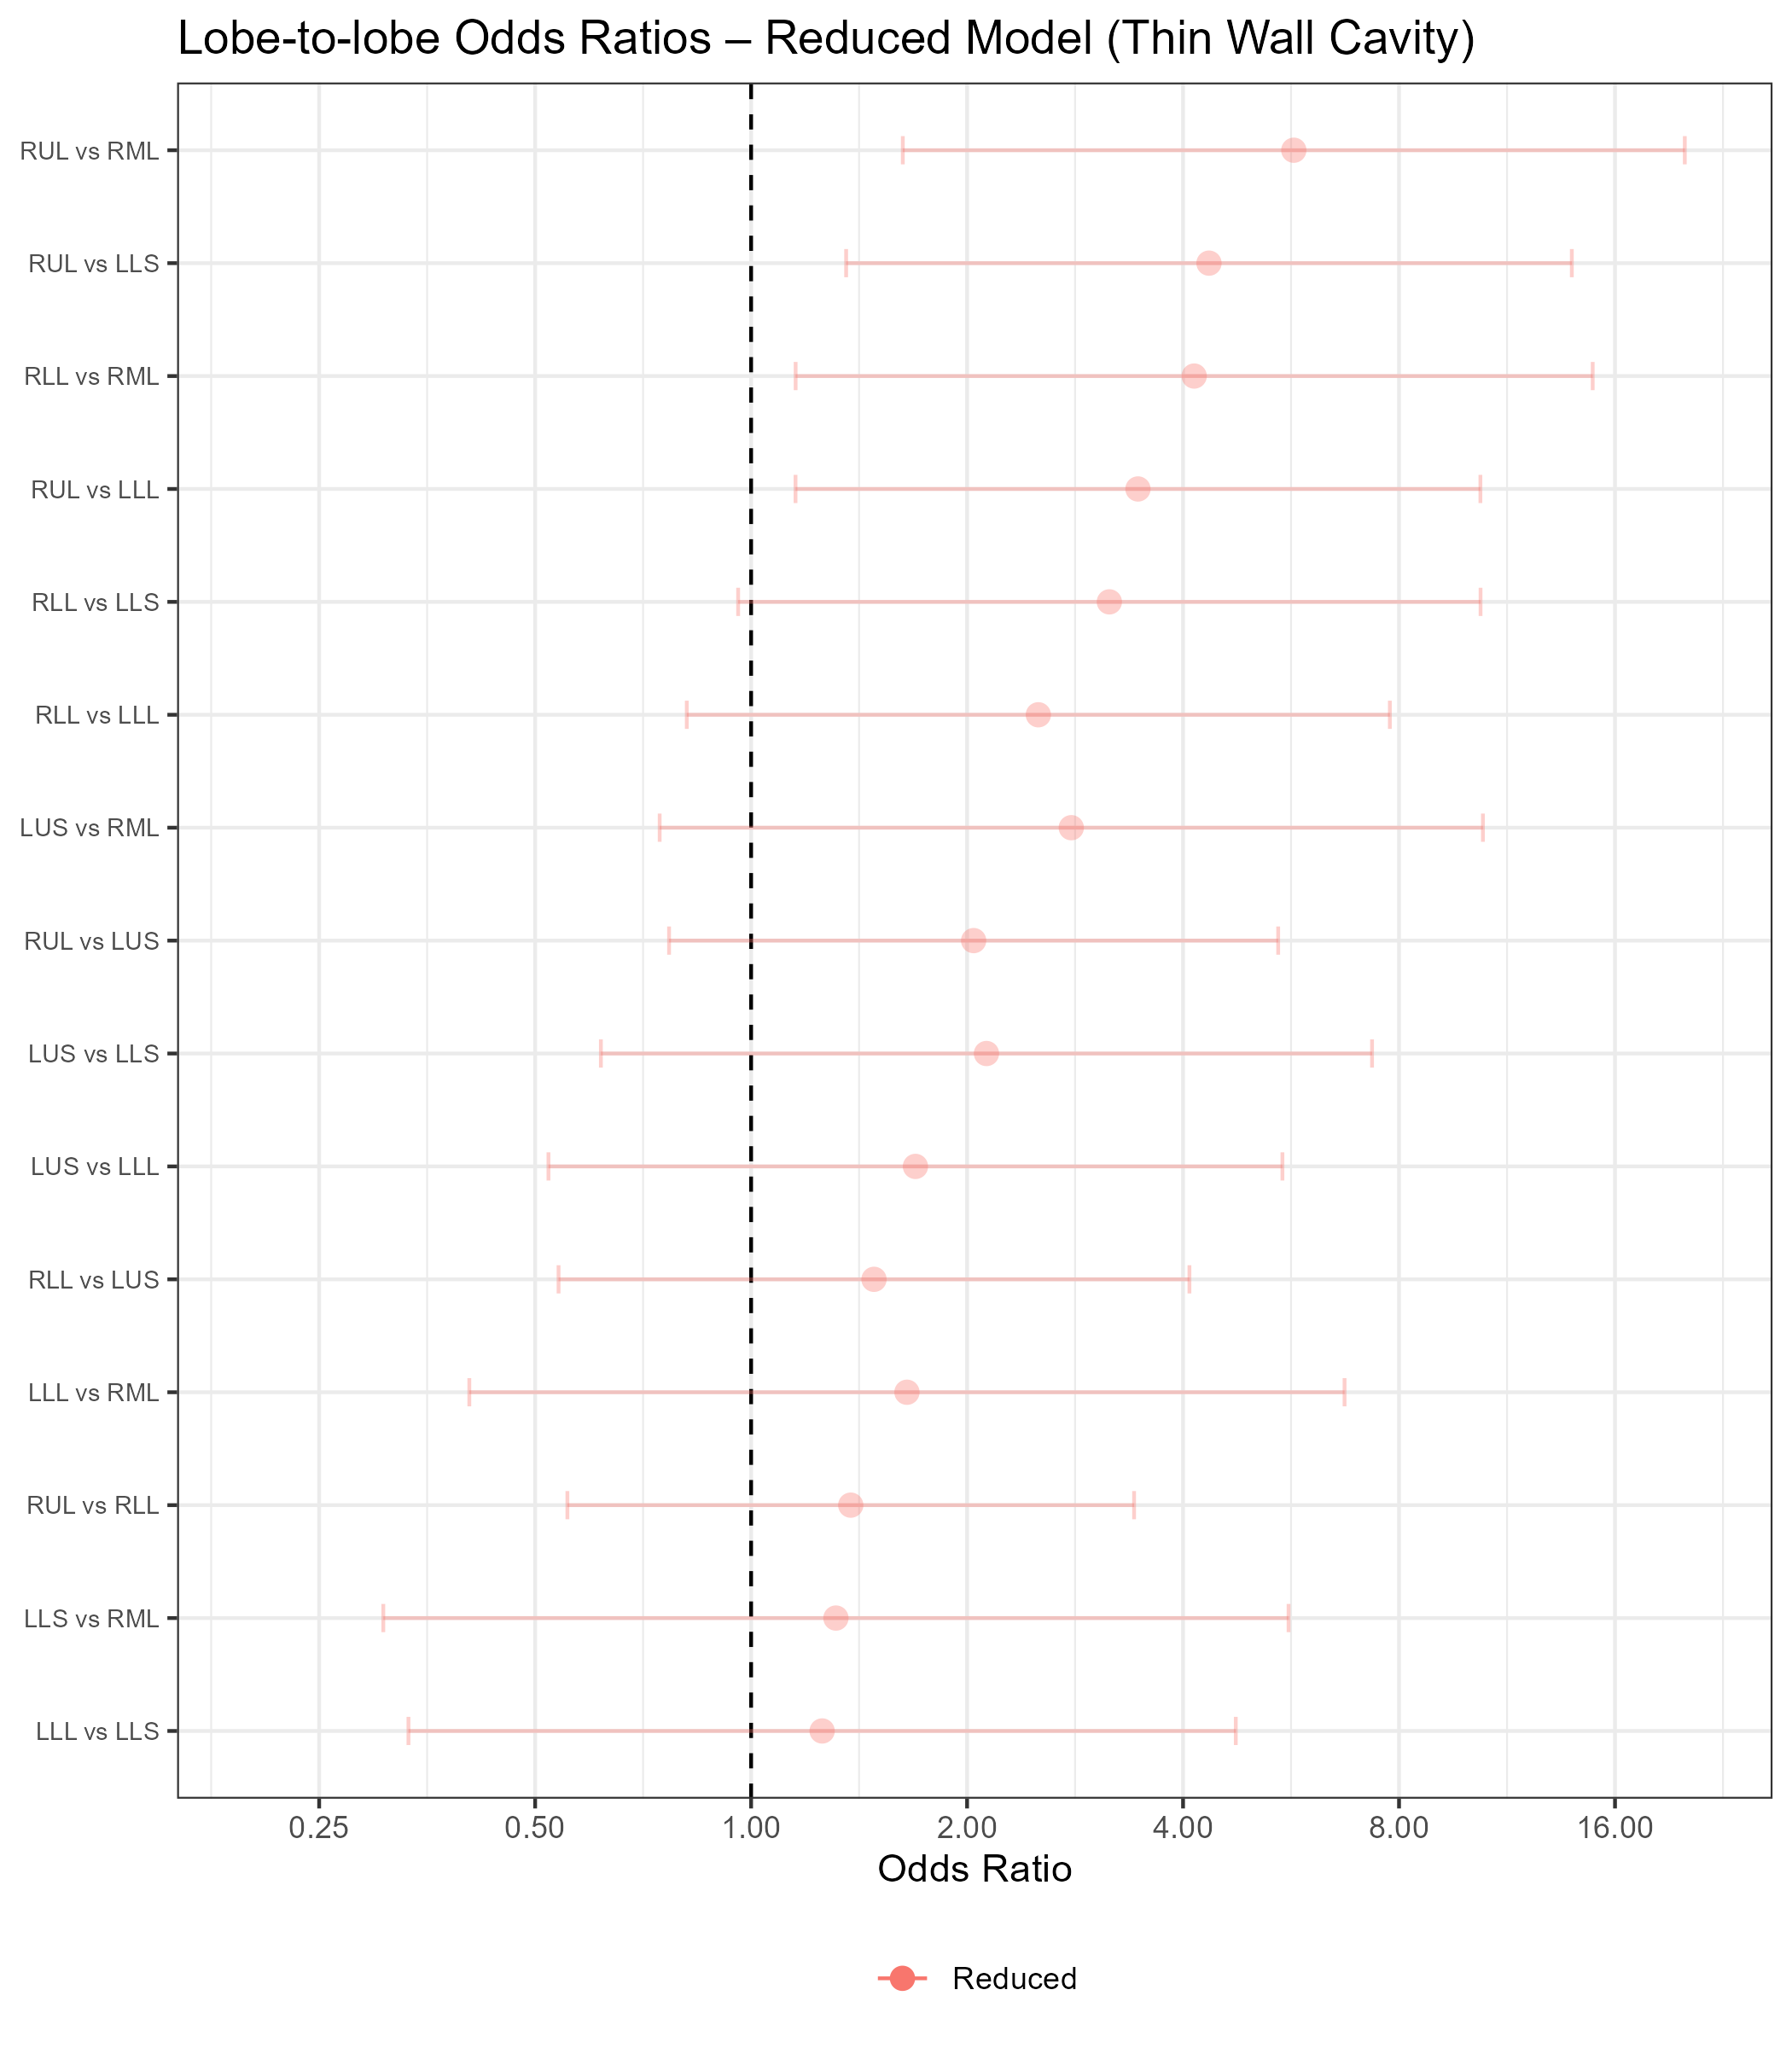 Lobe-to-lobe Odds Ratios – Reduced Model (Thin Wall Cavity)
RUL vs RML
RUL vs LLS
RLL vs RML
RUL vs LLL
RLL vs LLS
RLL vs LLL
LUS vs RML
RUL vs LUS
LUS vs LLS
LUS vs LLL
RLL vs LUS
LLL vs RML
RUL vs RLL
LLS vs RML
LLL vs LLS
0.25 0.50 1.00 2.00 4.00 8.00 16.00
Odds Ratio
Reduced